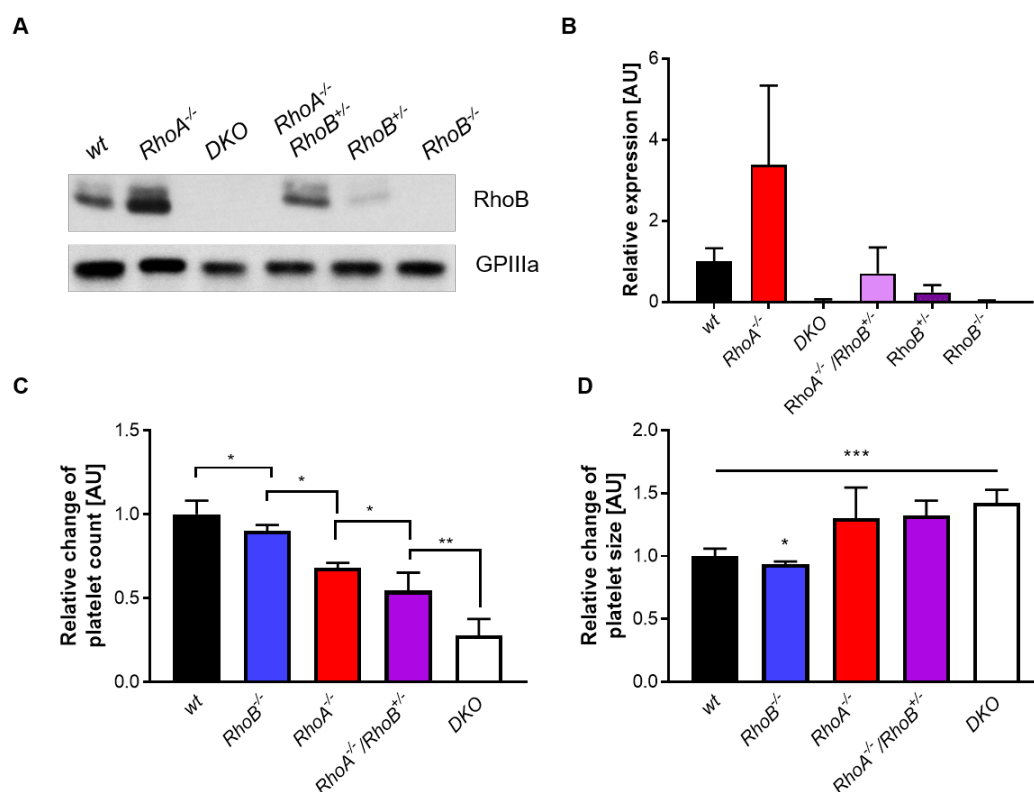 A
wt
RhoA-/-
DKO
RhoA-/-
RhoB+/-
RhoB+/-
RhoB-/-
RhoB
GPIIIa
B
Relative expression [AU]
6
4
2
0
wt
RhoA-/-
DKO
RhoA-/-/RhoB+/-
RhoB+/-
RhoB-/-
C
Relative change of
platelet count [AU]
1.5
1.0
0.5
0.0
*
*
*
**
wt
RhoB-/-
RhoA-/-
RhoA-/-/RhoB+/-
DKO
D
Relative change of
platelet size [AU]
2.0
1.5
1.0
0.5
0.0
***
*
wt
RhoB-/-
RhoA-/-
RhoA-/-/RhoB+/-
DKO